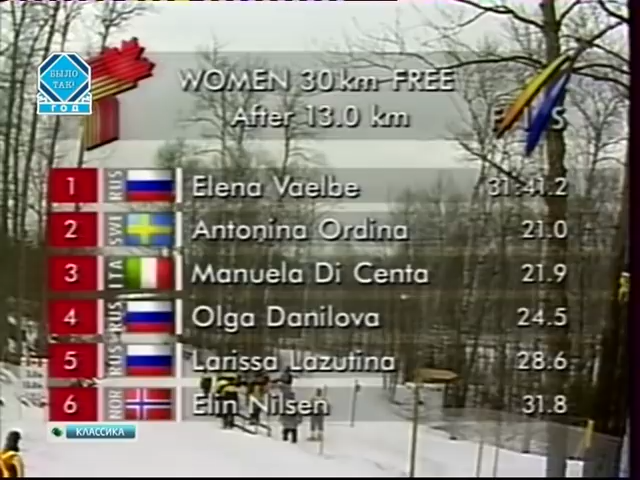 БЫЛО
ТАК!
ГОД
WOMEN 30 km FREE
After 13.0 km
FIS
1 RUS Elena Vaelbe 31:41.2
2 SWE Antonina Ordina 21.0
3 ITA Manuela Di Centa 21.9
4 RUS Olga Danilova 24.5
5 RUS Larissa Lazutina 28.6
6 NOR Elin Nilsen 31.8
КЛАССИКА